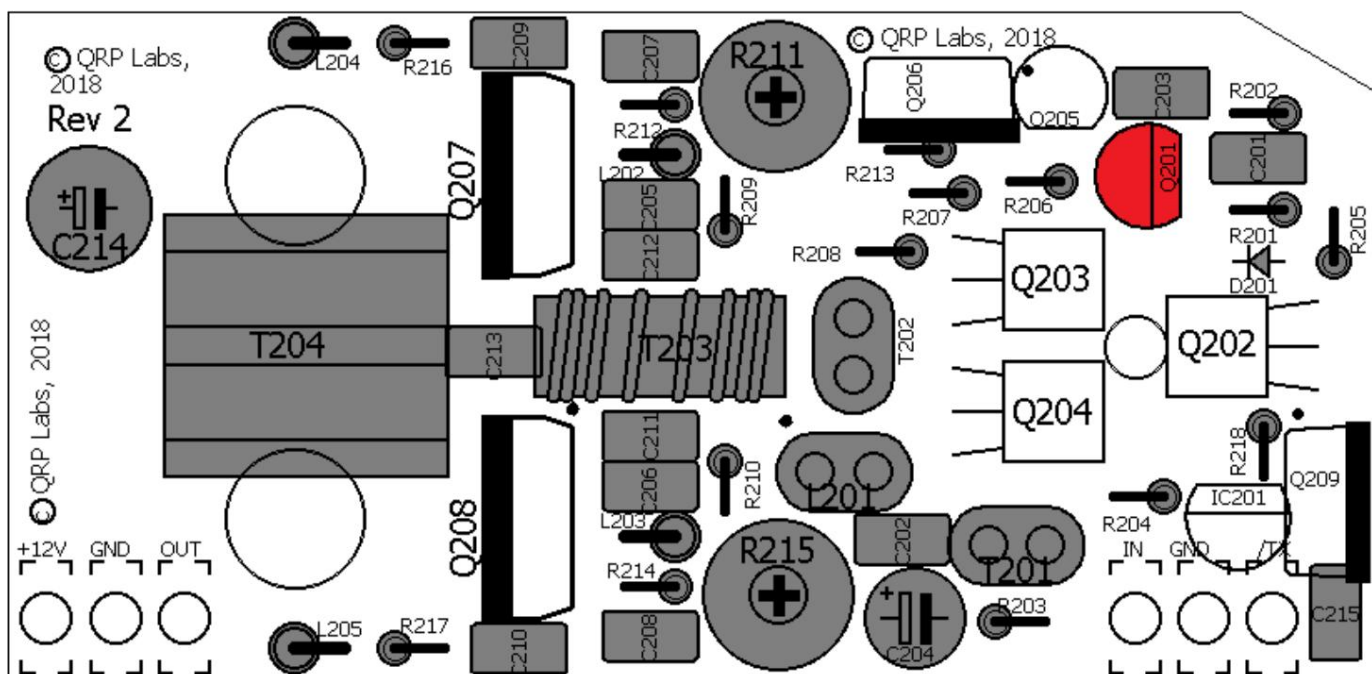 © QRP Labs,
2018
Rev 2
+
C214
L204
R216
C209
C207
R211
© QRP Labs, 2018
Q206
Q205
C203
R202
Q207
R212
L202
R213
Q201
C201
R209
R207
R206
C205
R201
R205
C212
R208
Q203
D201
T204
C213
T203
T202
Q202
Q204
© QRP Labs, 2018
C211
R218
Q209
C206
R210
L201
R204
IC201
Q208
L203
R215
C202
T201
+12V
GND
OUT
IN
GND
/TX
R214
+
R203
C215
L205
R217
C210
C208
C204